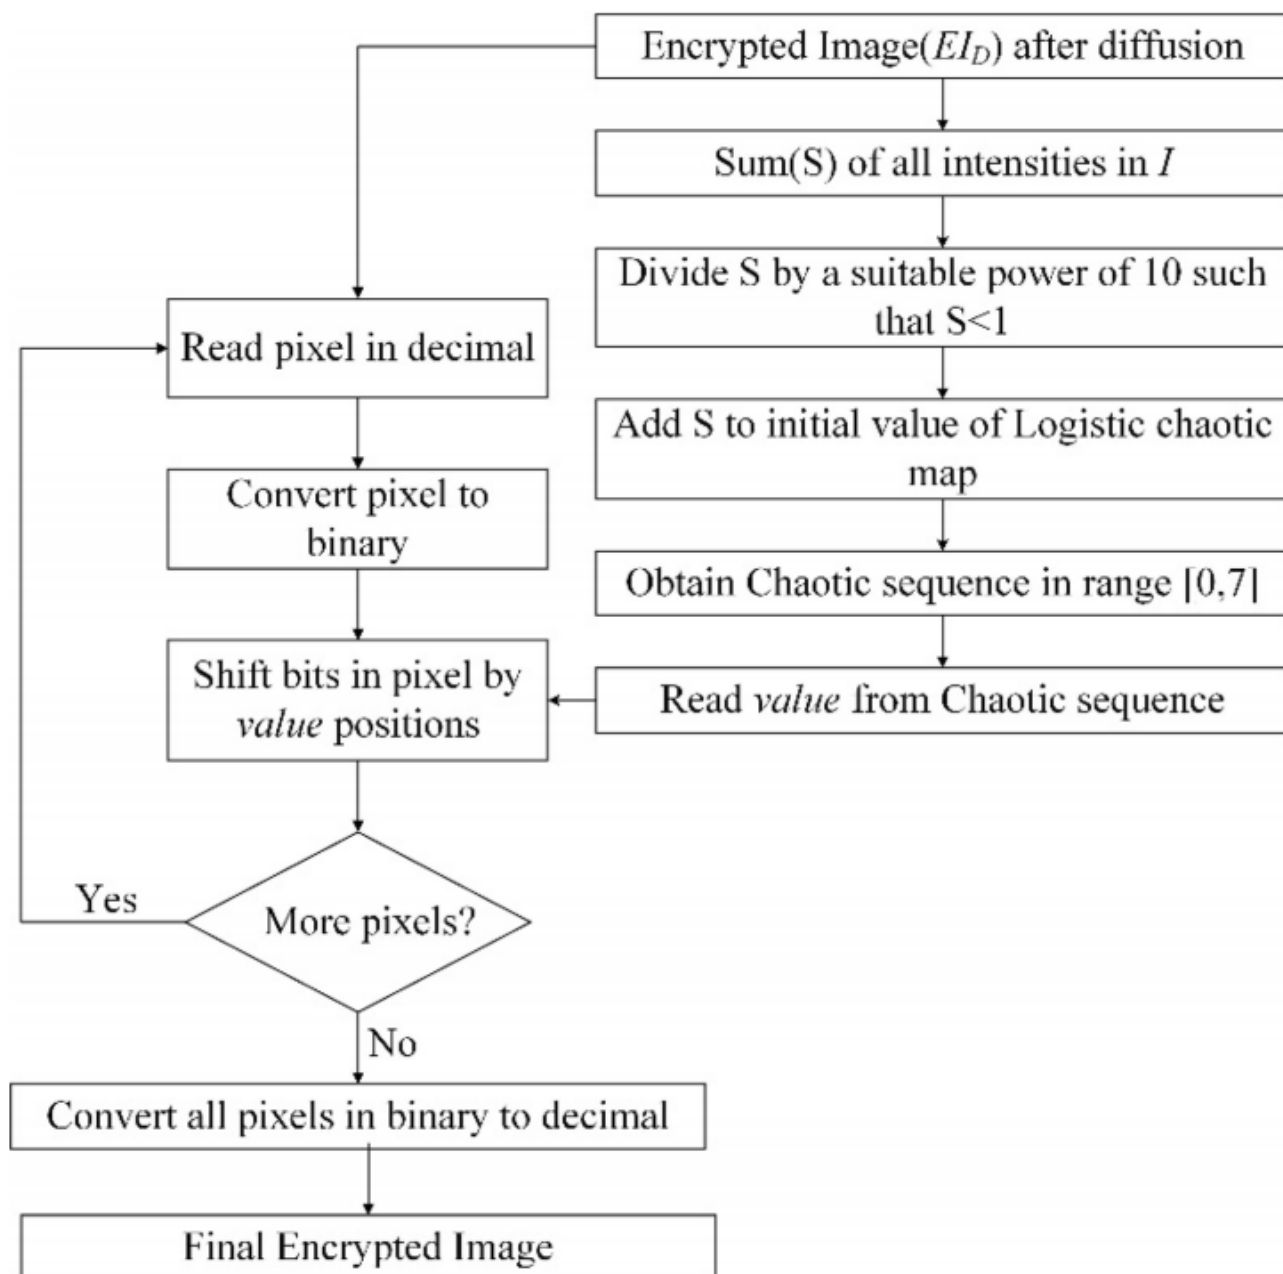 Encrypted Image(EI_D) after diffusion
Sum(S) of all intensities in I
Divide S by a suitable power of 10 such
that S<1
Add S to initial value of Logistic chaotic
map
Obtain Chaotic sequence in range [0,7]
Read value from Chaotic sequence
Read pixel in decimal
Convert pixel to
binary
Shift bits in pixel by
value positions
More pixels?
Yes
No
Convert all pixels in binary to decimal
Final Encrypted Image